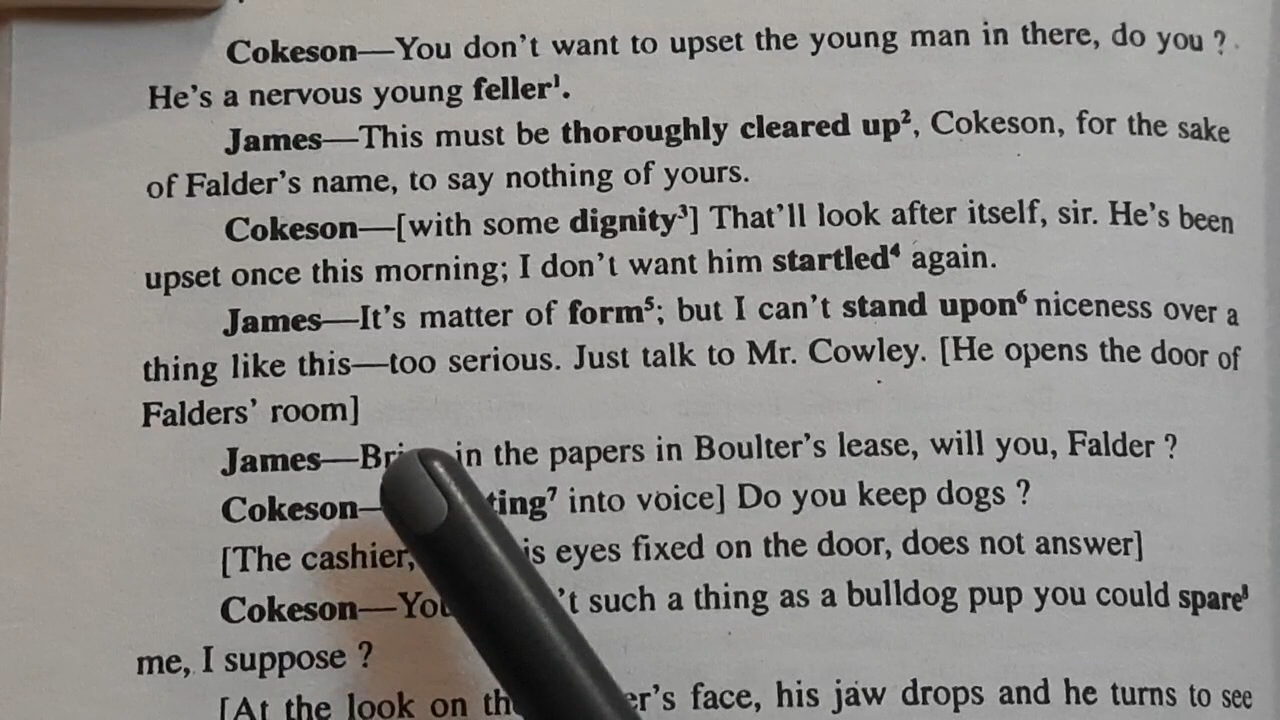 Cokeson—You don't want to upset the young man in there, do you ?
He's a nervous young feller¹.
James—This must be thoroughly cleared up², Cokeson, for the sake
of Falder's name, to say nothing of yours.
Cokeson—[with some dignity³] That'll look after itself, sir. He's been
upset once this morning; I don't want him startled⁴ again.
James—It's matter of form⁵; but I can't stand upon⁶ niceness over a
thing like this—too serious. Just talk to Mr. Cowley. [He opens the door of
Falders' room]
James— in the papers in Boulter's lease, will you, Falder ?
Cokeson— into voice] Do you keep dogs ?
[The cashier, eyes fixed on the door, does not answer]
Cokeson— such a thing as a bulldog pup you could spare⁸
me, I suppose ?
[At the look on face, his jaw drops and he turns to see